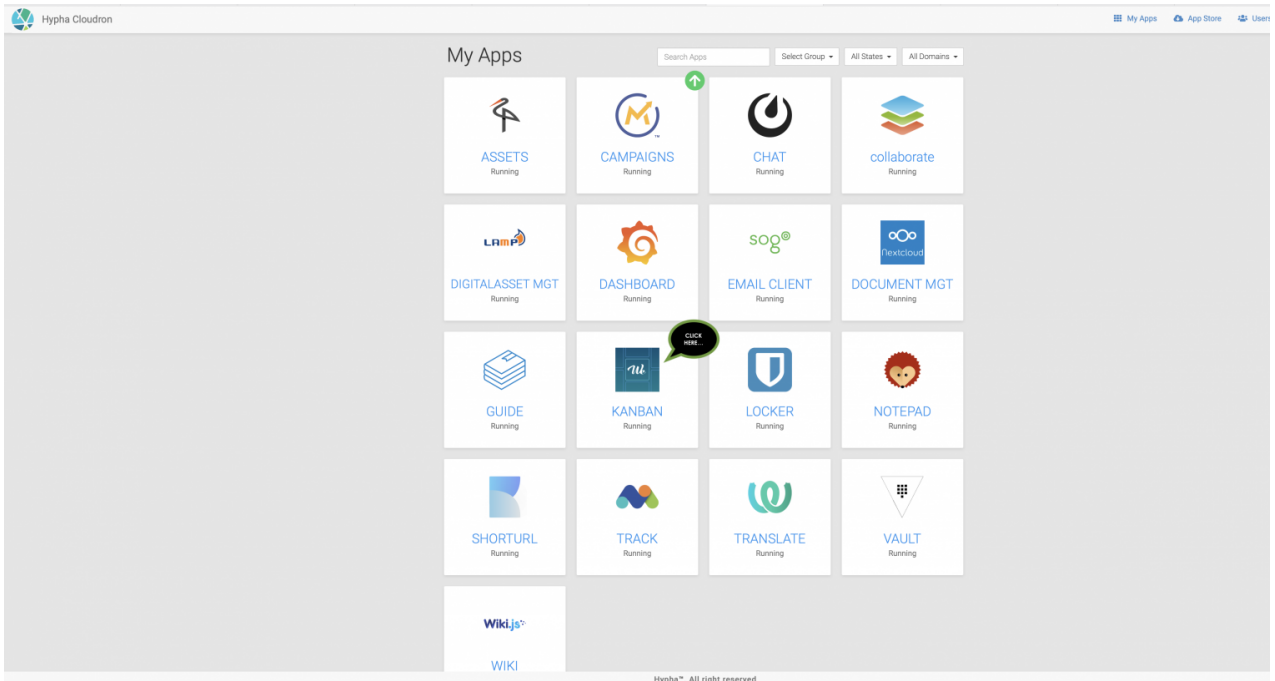 Hypha Cloudron
My Apps
App Store
Users
My Apps
Search Apps
Select Group
All States
All Domains
ASSETS
Running
CAMPAIGNS
Running
CHAT
Running
collaborate
Running
LAMP
DIGITALASSET MGT
Running
DASHBOARD
Running
sogo
EMAIL CLIENT
Running
nextcloud
DOCUMENT MGT
Running
GUIDE
Running
CLICK
HERE...
Wk
KANBAN
Running
LOCKER
Running
NOTEPAD
Running
SHORTURL
Running
TRACK
Running
TRANSLATE
Running
VAULT
Running
Wiki.js
WIKI
Hypha™ All right reserved